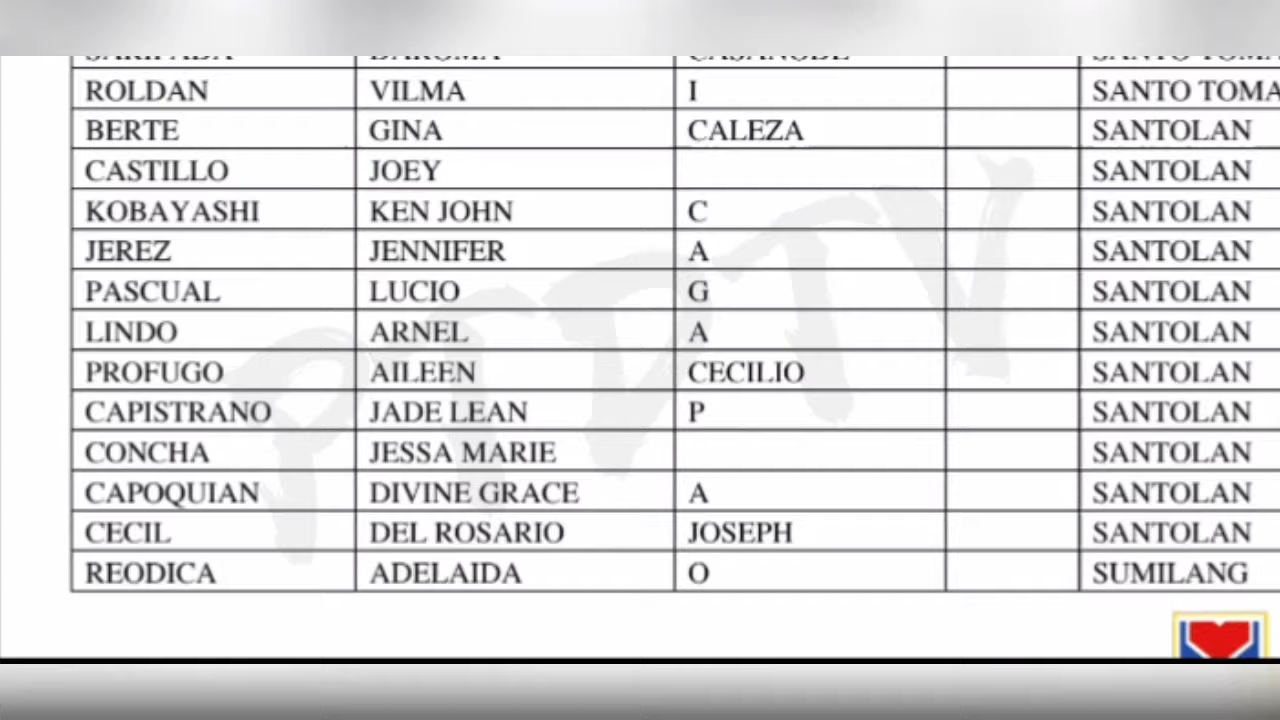 ROLDAN VILMA I SANTO TOMA
BERTE GINA CALEZA SANTOLAN
CASTILLO JOEY SANTOLAN
KOBAYASHI KEN JOHN C SANTOLAN
JEREZ JENNIFER A SANTOLAN
PASCUAL LUCIO G SANTOLAN
LINDO ARNEL A SANTOLAN
PROFUGO AILEEN CECILIO SANTOLAN
CAPISTRANO JADE LEAN P SANTOLAN
CONCHA JESSA MARIE SANTOLAN
CAPOQUIAN DIVINE GRACE A SANTOLAN
CECIL DEL ROSARIO JOSEPH SANTOLAN
REODICA ADELAIDA O SUMILANG